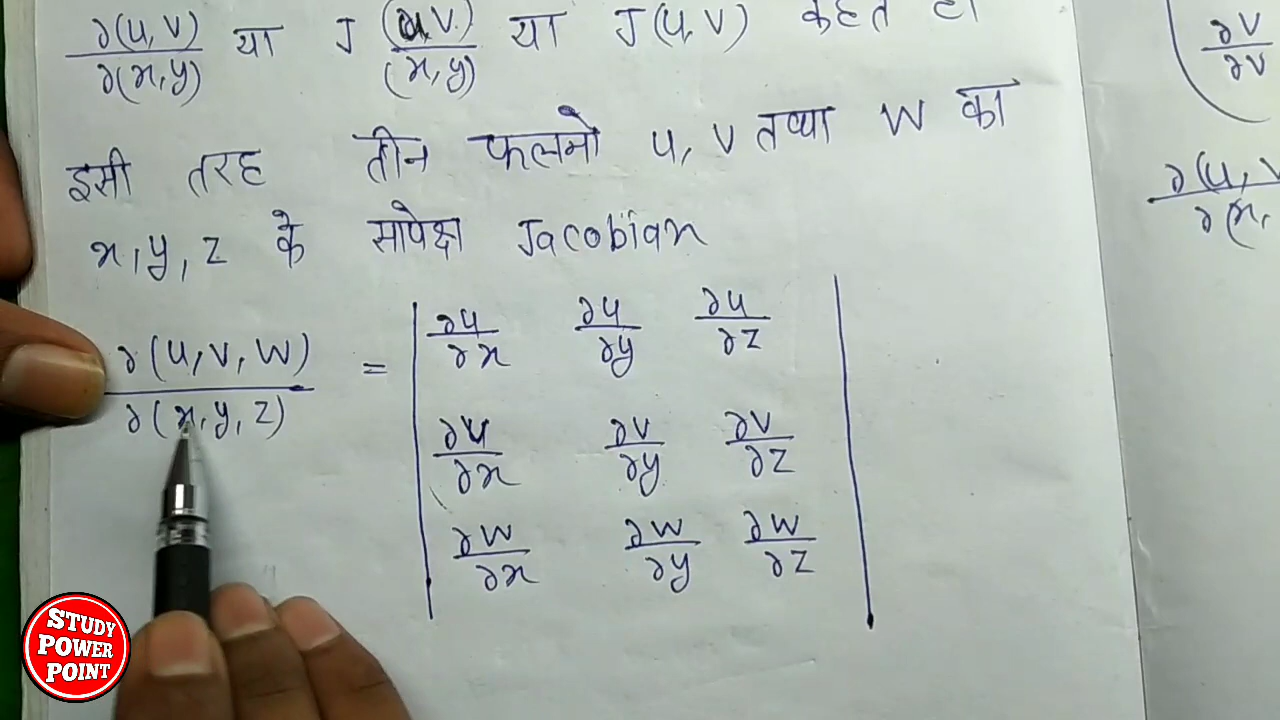 ∂(u,v)/∂(x,y) या J (u,v)/(x,y) या J(u,v) कहते
इसी तरह तीन फलनो u, v तथा w का
x, y, z के सापेक्ष Jacobian
∂(u,v,w)/∂(x,y,z) = | ∂u/∂x ∂u/∂y ∂u/∂z |
| ∂v/∂x ∂v/∂y ∂v/∂z |
| ∂w/∂x ∂w/∂y ∂w/∂z |
∂v/∂v
STUDY
POWER
POINT